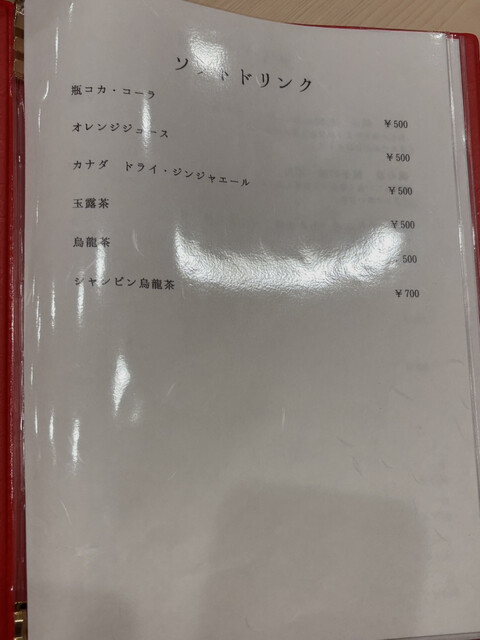 ソフトドリンク
瓶コカ・コーラ ¥500
オレンジジュース ¥500
カナダ ドライ・ジンジャエール ¥500
玉露茶 ¥500
烏龍茶 ¥500
シャンピン烏龍茶 ¥700